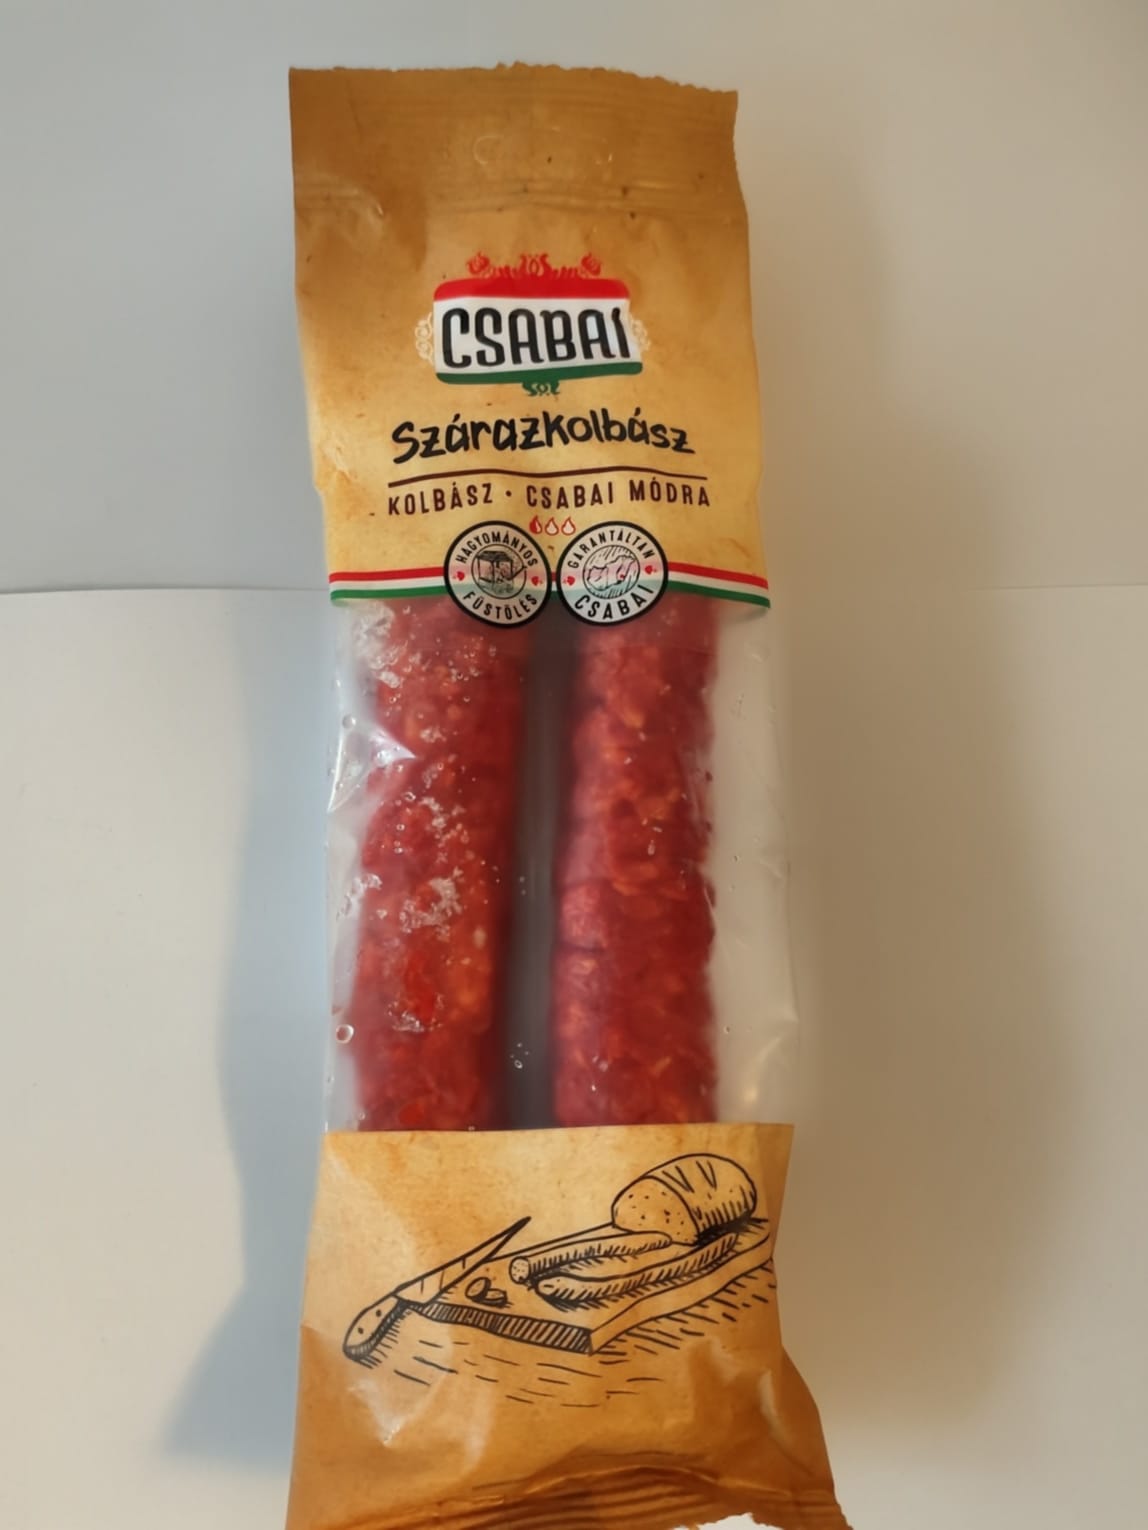 CSABAI
Szárazkolbász
KOLBÁSZ · CSABAI MÓDRA
HAGYOMÁNYOS
FÜSTÖLÉS
GARANTÁLTAN
CSABAI